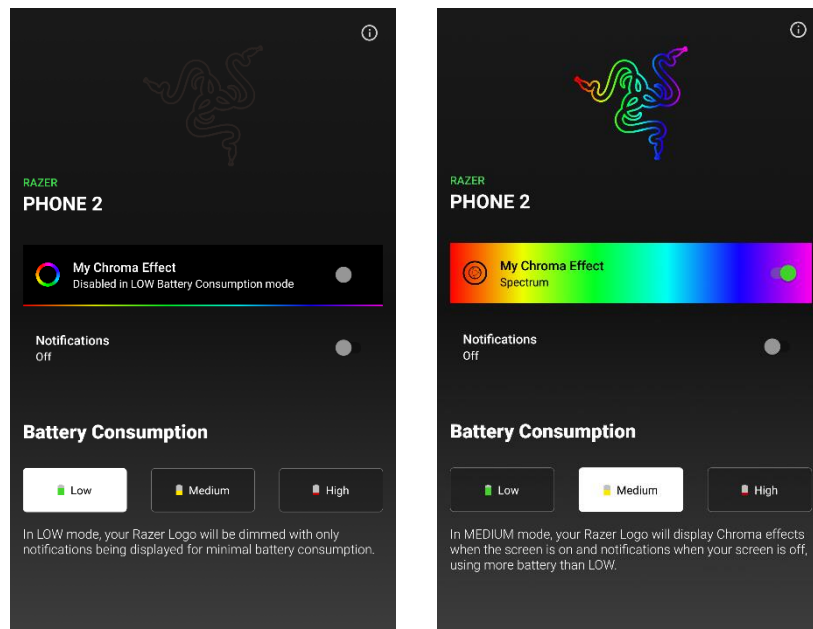 RAZER
PHONE 2
My Chroma Effect
Disabled in LOW Battery Consumption mode
Notifications
Off
Battery Consumption
Low
Medium
High
In LOW mode, your Razer Logo will be dimmed with only
notifications being displayed for minimal battery consumption.
RAZER
PHONE 2
My Chroma Effect
Spectrum
Notifications
Off
Battery Consumption
Low
Medium
High
In MEDIUM mode, your Razer Logo will display Chroma effects
when the screen is on and notifications when your screen is off,
using more battery than LOW.